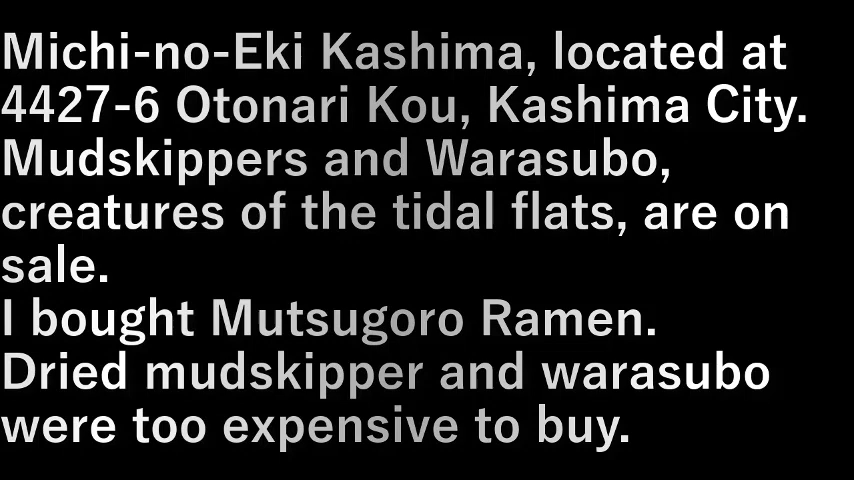 Michi-no-Eki Kashima, located at
4427-6 Otonari Kou, Kashima City.
Mudskippers and Warasubo,
creatures of the tidal flats, are on
sale.
I bought Mutsugoro Ramen.
Dried mudskipper and warasubo
were too expensive to buy.